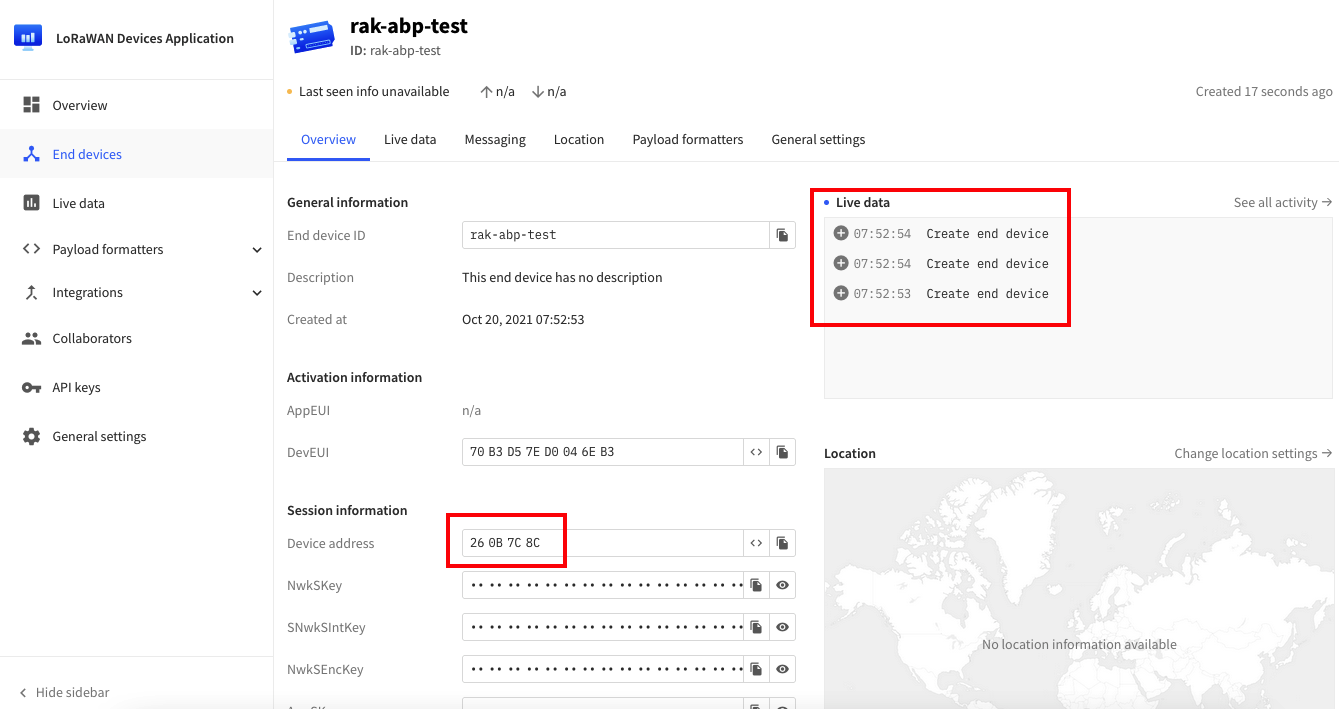 LoRaWAN Devices Application
Overview
End devices
Live data
Payload formatters
Integrations
Collaborators
API keys
General settings
Hide sidebar
rak-abp-test
ID: rak-abp-test
Last seen info unavailable n/a n/a Created 17 seconds ago
Overview Live data Messaging Location Payload formatters General settings
General information
End device ID rak-abp-test
Description This end device has no description
Created at Oct 20, 2021 07:52:53
Activation information
AppEUI n/a
DevEUI 70 B3 D5 7E D0 04 6E B3
Session information
Device address 26 0B 7C 8C
NwkSKey
SNwkSIntKey
NwkSEncKey
Live data See all activity
07:52:54 Create end device
07:52:54 Create end device
07:52:53 Create end device
Location Change location settings
No location information available